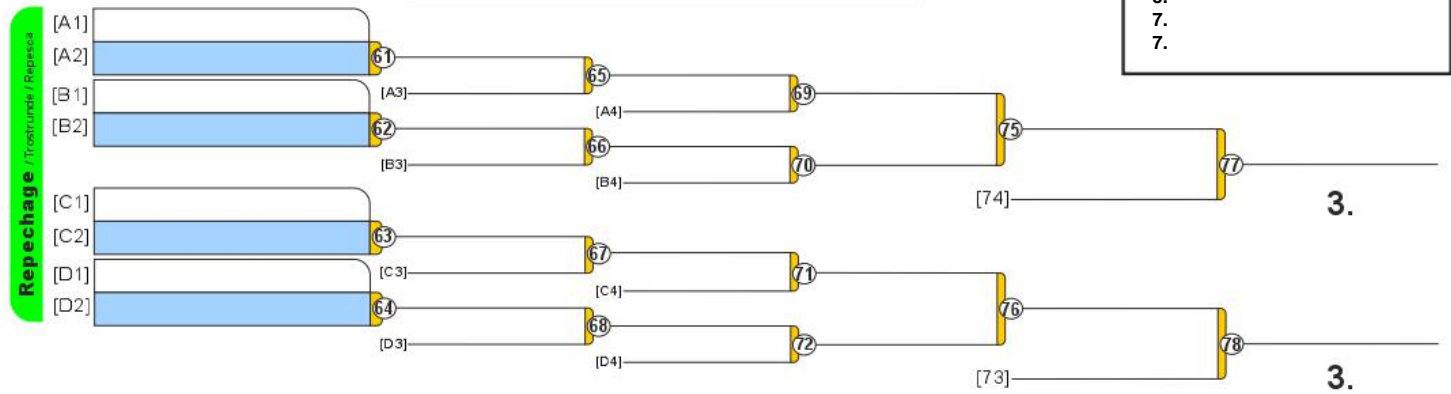 7.
7.
Repechage / Trostrunde / Repesca
[A1]
[A2]
61
[A3]
65
[A4]
69
[B1]
[B2]
62
[B3]
66
[B4]
70
75
[74]
77
3.
[C1]
[C2]
63
[C3]
67
[C4]
71
[D1]
[D2]
64
[D3]
68
[D4]
72
76
[73]
78
3.